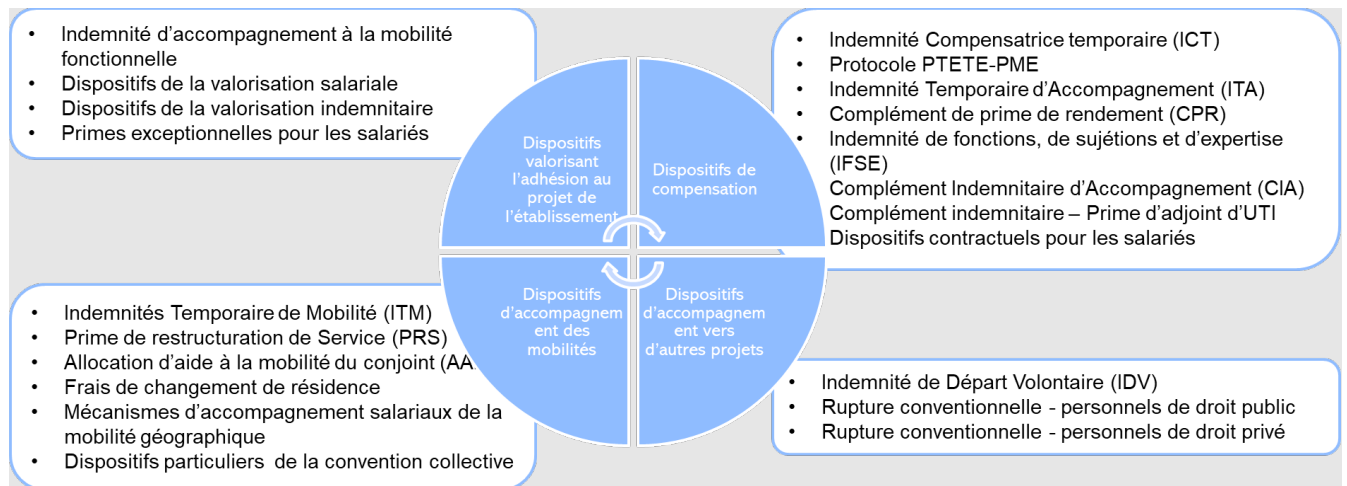 • Indemnité d'accompagnement à la mobilité
fonctionnelle
• Dispositifs de la valorisation salariale
• Dispositifs de la valorisation indemnitaire
• Primes exceptionnelles pour les salariés
Dispositifs
valorisant
l'adhésion au
projet de
l'établissement
Dispositifs de
compensation
• Indemnité Compensatrice temporaire (ICT)
• Protocole PTETE-PME
• Indemnité Temporaire d'Accompagnement (ITA)
• Complément de prime de rendement (CPR)
• Indemnité de fonctions, de sujétions et d'expertise
(IFSE)
Complément Indemnitaire d'Accompagnement (CIA)
Complément indemnitaire – Prime d'adjoint d'UTI
Dispositifs contractuels pour les salariés
• Indemnités Temporaire de Mobilité (ITM)
• Prime de restructuration de Service (PRS)
• Allocation d'aide à la mobilité du conjoint (AA
• Frais de changement de résidence
• Mécanismes d'accompagnement salariaux de la
mobilité géographique
• Dispositifs particuliers de la convention collective
Dispositifs
d'accompagnem
ent des
mobilités
Dispositifs
d'accompagnem
ent vers
d'autres projets
• Indemnité de Départ Volontaire (IDV)
• Rupture conventionnelle - personnels de droit public
• Rupture conventionnelle - personnels de droit privé